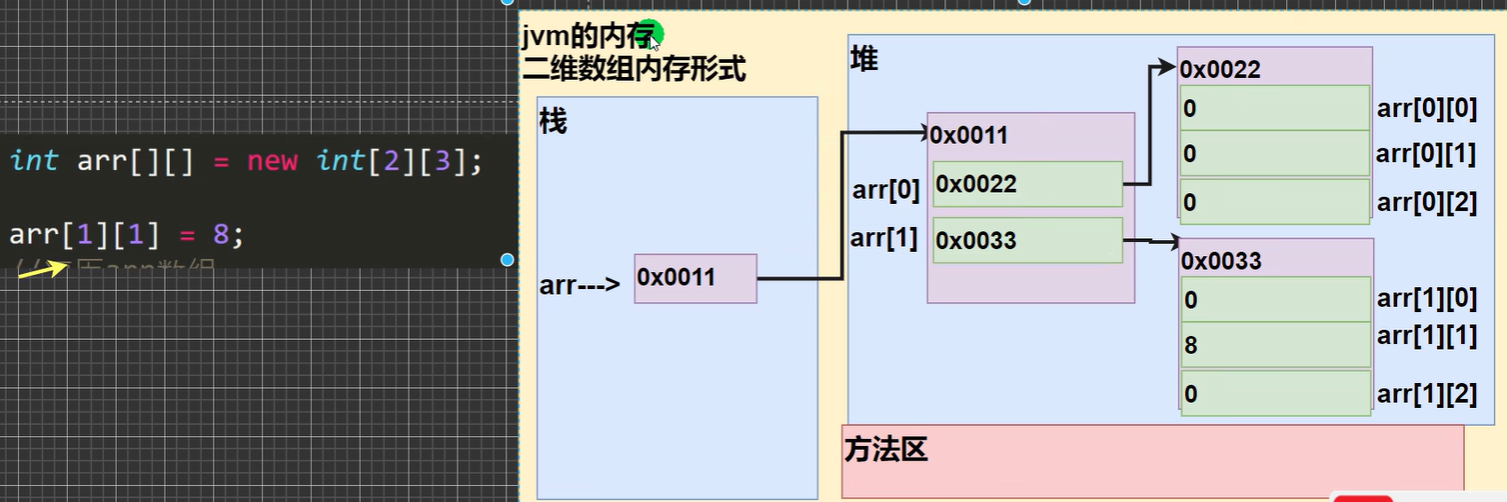 int arr[][] = new int[2][3];
arr[1][1] = 8;
jvm的内存
二维数组内存形式
栈
arr--->
0x0011
堆
0x0011
arr[0]
0x0022
arr[1]
0x0033
0x0022
0
arr[0][0]
0
arr[0][1]
0
arr[0][2]
0x0033
0
arr[1][0]
8
arr[1][1]
0
arr[1][2]
方法区